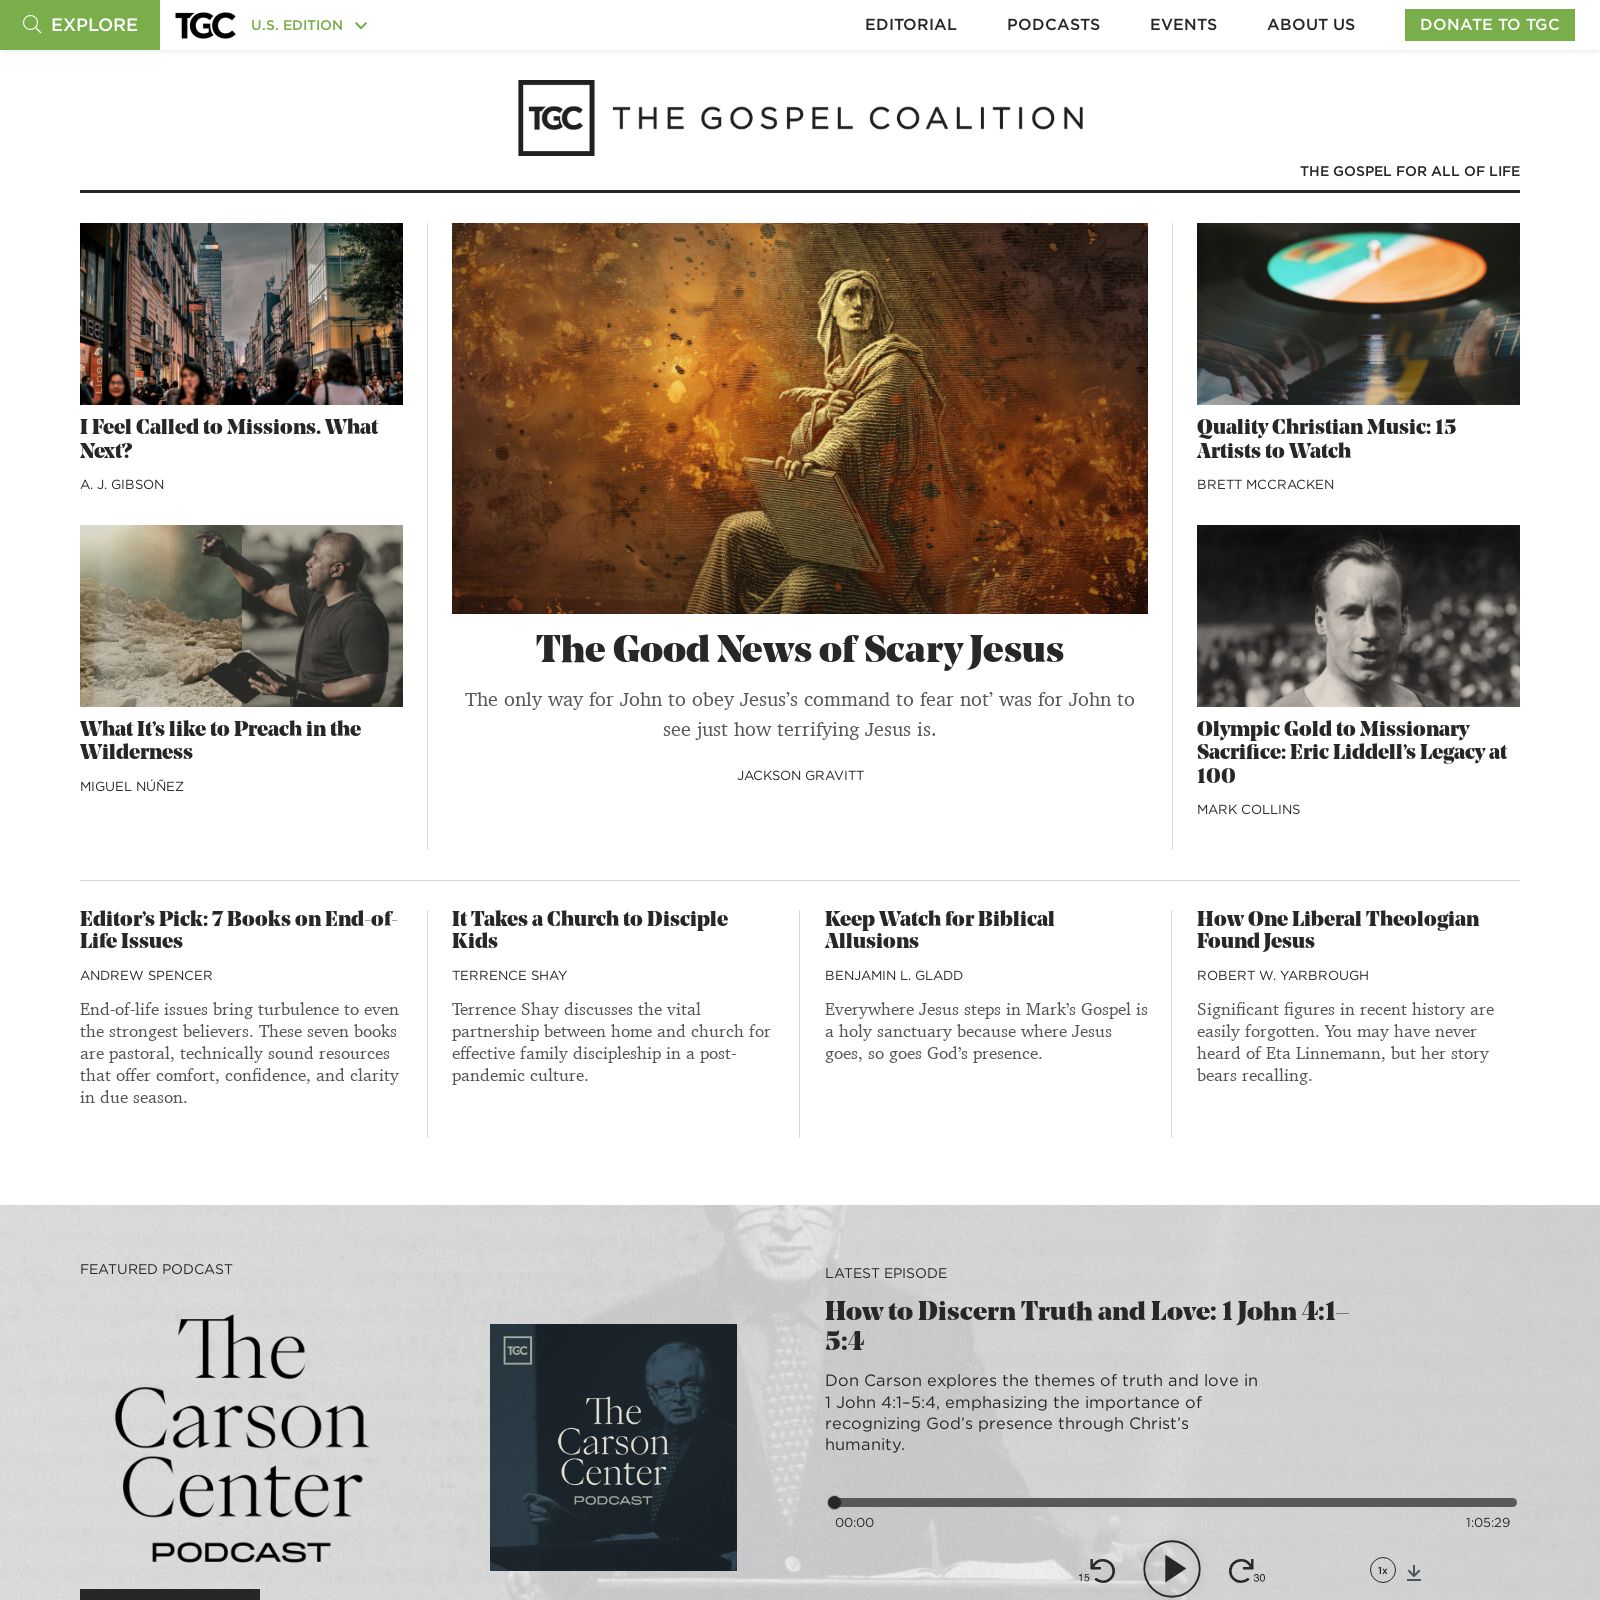 EXPLORE
TGC
U.S. EDITION
EDITORIAL
PODCASTS
EVENTS
ABOUT US
DONATE TO TGC
TGC THE GOSPEL COALITION
THE GOSPEL FOR ALL OF LIFE
I Feel Called to Missions. What
Next?
A. J. GIBSON
What It’s like to Preach in the
Wilderness
MIGUEL NÚÑEZ
The Good News of Scary Jesus
The only way for John to obey Jesus’s command to fear not’ was for John to
see just how terrifying Jesus is.
JACKSON GRAVITT
Quality Christian Music: 15
Artists to Watch
BRETT MCCRACKEN
Olympic Gold to Missionary
Sacrifice: Eric Liddell’s Legacy at
100
MARK COLLINS
Editor’s Pick: 7 Books on End-of-
Life Issues
ANDREW SPENCER
End-of-life issues bring turbulence to even
the strongest believers. These seven books
are pastoral, technically sound resources
that offer comfort, confidence, and clarity
in due season.
It Takes a Church to Disciple
Kids
TERRENCE SHAY
Terrence Shay discusses the vital
partnership between home and church for
effective family discipleship in a post-
pandemic culture.
Keep Watch for Biblical
Allusions
BENJAMIN L. GLADD
Everywhere Jesus steps in Mark’s Gospel is
a holy sanctuary because where Jesus
goes, so goes God’s presence.
How One Liberal Theologian
Found Jesus
ROBERT W. YARBROUGH
Significant figures in recent history are
easily forgotten. You may have never
heard of Eta Linnemann, but her story
bears recalling.
FEATURED PODCAST
The
Carson
Center
PODCAST
TGC
The
Carson
Center
PODCAST
LATEST EPISODE
How to Discern Truth and Love: 1 John 4:1–
5:4
Don Carson explores the themes of truth and love in
1 John 4:1–5:4, emphasizing the importance of
recognizing God’s presence through Christ’s
humanity.
00:00
1:05:29
15
30
1x